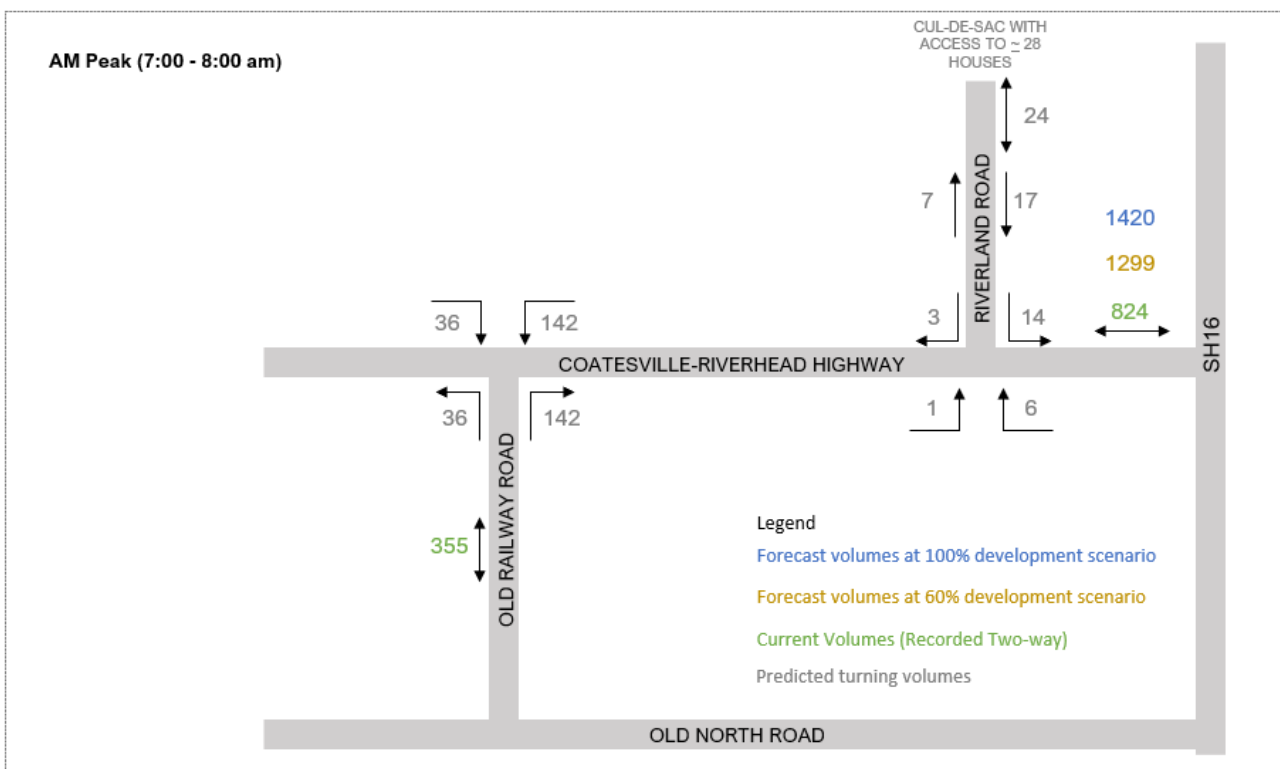 CUL-DE-SAC WITH
ACCESS TO ~ 28
HOUSES
AM Peak (7:00 - 8:00 am)
24
7
17
RIVERLAND ROAD
1420
1299
824
SH16
36
142
3
14
COATESVILLE-RIVERHEAD HIGHWAY
36
142
1
6
OLD RAILWAY ROAD
355
Legend
Forecast volumes at 100% development scenario
Forecast volumes at 60% development scenario
Current Volumes (Recorded Two-way)
Predicted turning volumes
OLD NORTH ROAD